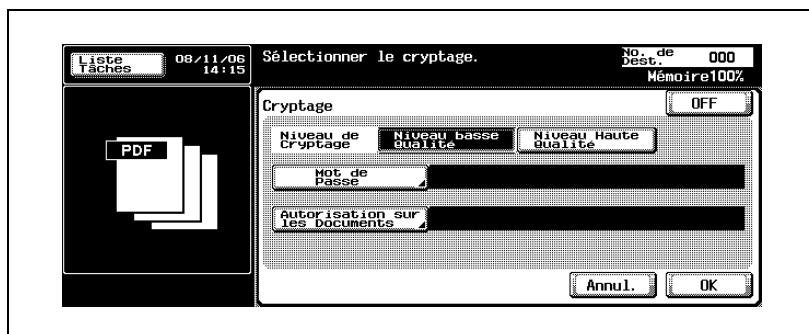 Liste
Tâches
08/11/06
14:15
Sélectionner le cryptage.
No. de
Dest.
000
Mémoire100%
PDF
Cryptage
OFF
Niveau de
Cryptage
Niveau basse
Qualité
Niveau Haute
Qualité
Mot de
Passe
Autorisation sur
les Documents
Annul.
OK